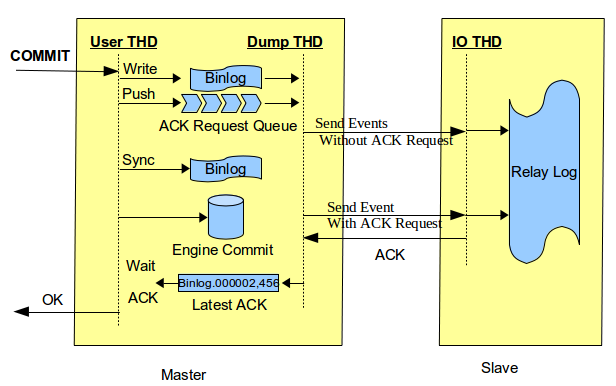 User THD
Dump THD
IO THD
COMMIT
Write
Binlog
Push
ACK Request Queue
Send Events
Without ACK Request
Sync
Binlog
Relay Log
Send Event
With ACK Request
Engine Commit
ACK
Wait
ACK
Binlog.000002,456
Latest ACK
OK
Master
Slave